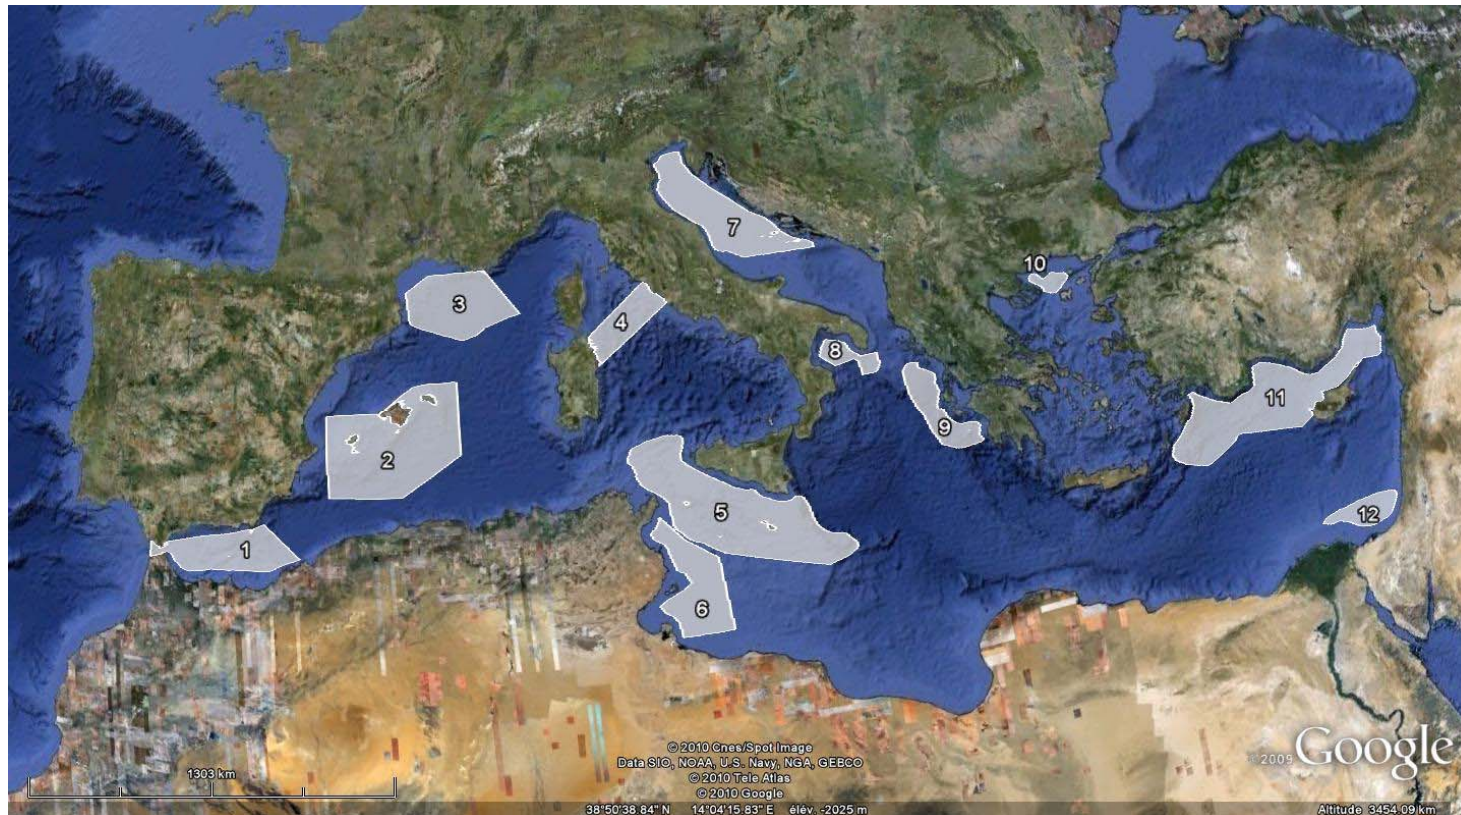 7
10
3
4
8
11
9
2
5
12
1
6
1303 km
© 2010 Cnes/Spot Image
Data SIO, NOAA, U.S. Navy, NGA, GEBCO
© 2010 Tele Atlas
© 2010 Google
© 2009 Google
38°50'38.84" N 14°04'15.83" E élév. -2025 m
Altitude 3454.09 km